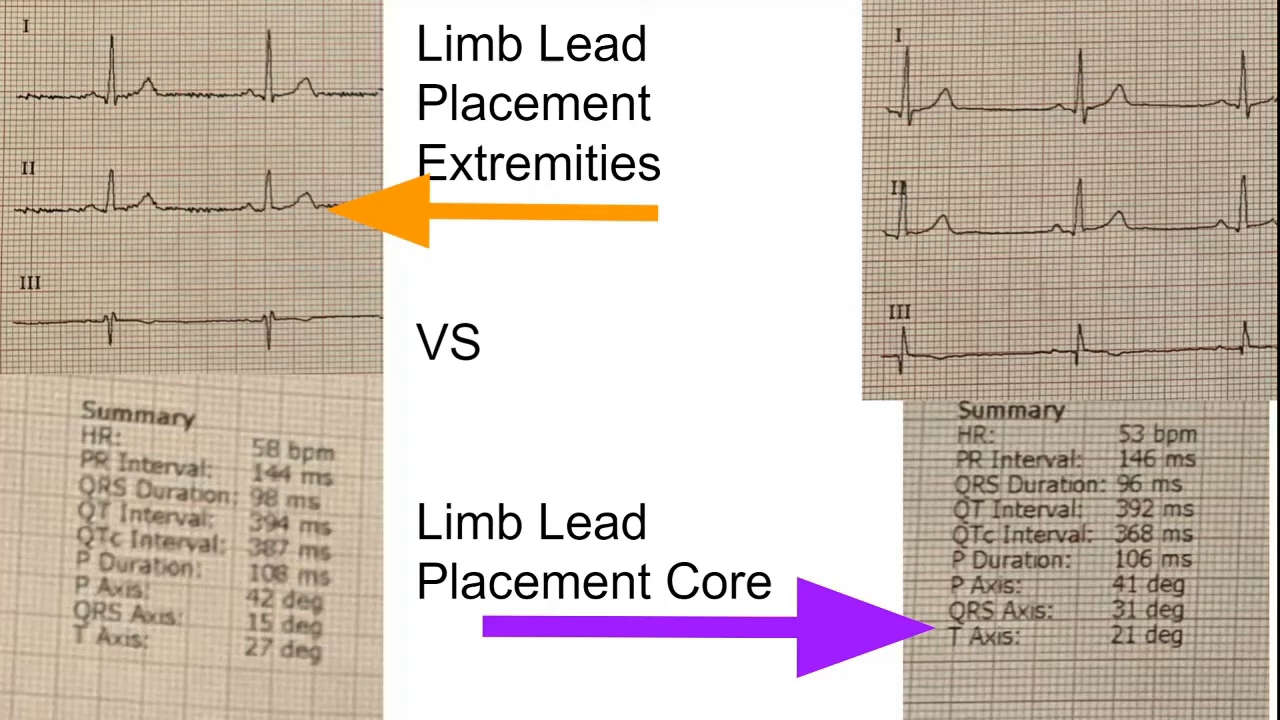 I
II
III
Summary
HR: 58 bpm
PR Interval: 144 ms
QRS Duration: 98 ms
QT Interval: 394 ms
QTc Interval: 387 ms
P Duration: 108 ms
P Axis: 42 deg
QRS Axis: 15 deg
T Axis: 27 deg
Limb Lead
Placement
Extremities
VS
Limb Lead
Placement Core
I
II
III
Summary
HR: 53 bpm
PR Interval: 146 ms
QRS Duration: 96 ms
QT Interval: 392 ms
QTc Interval: 368 ms
P Duration: 106 ms
P Axis: 41 deg
QRS Axis: 31 deg
T Axis: 21 deg